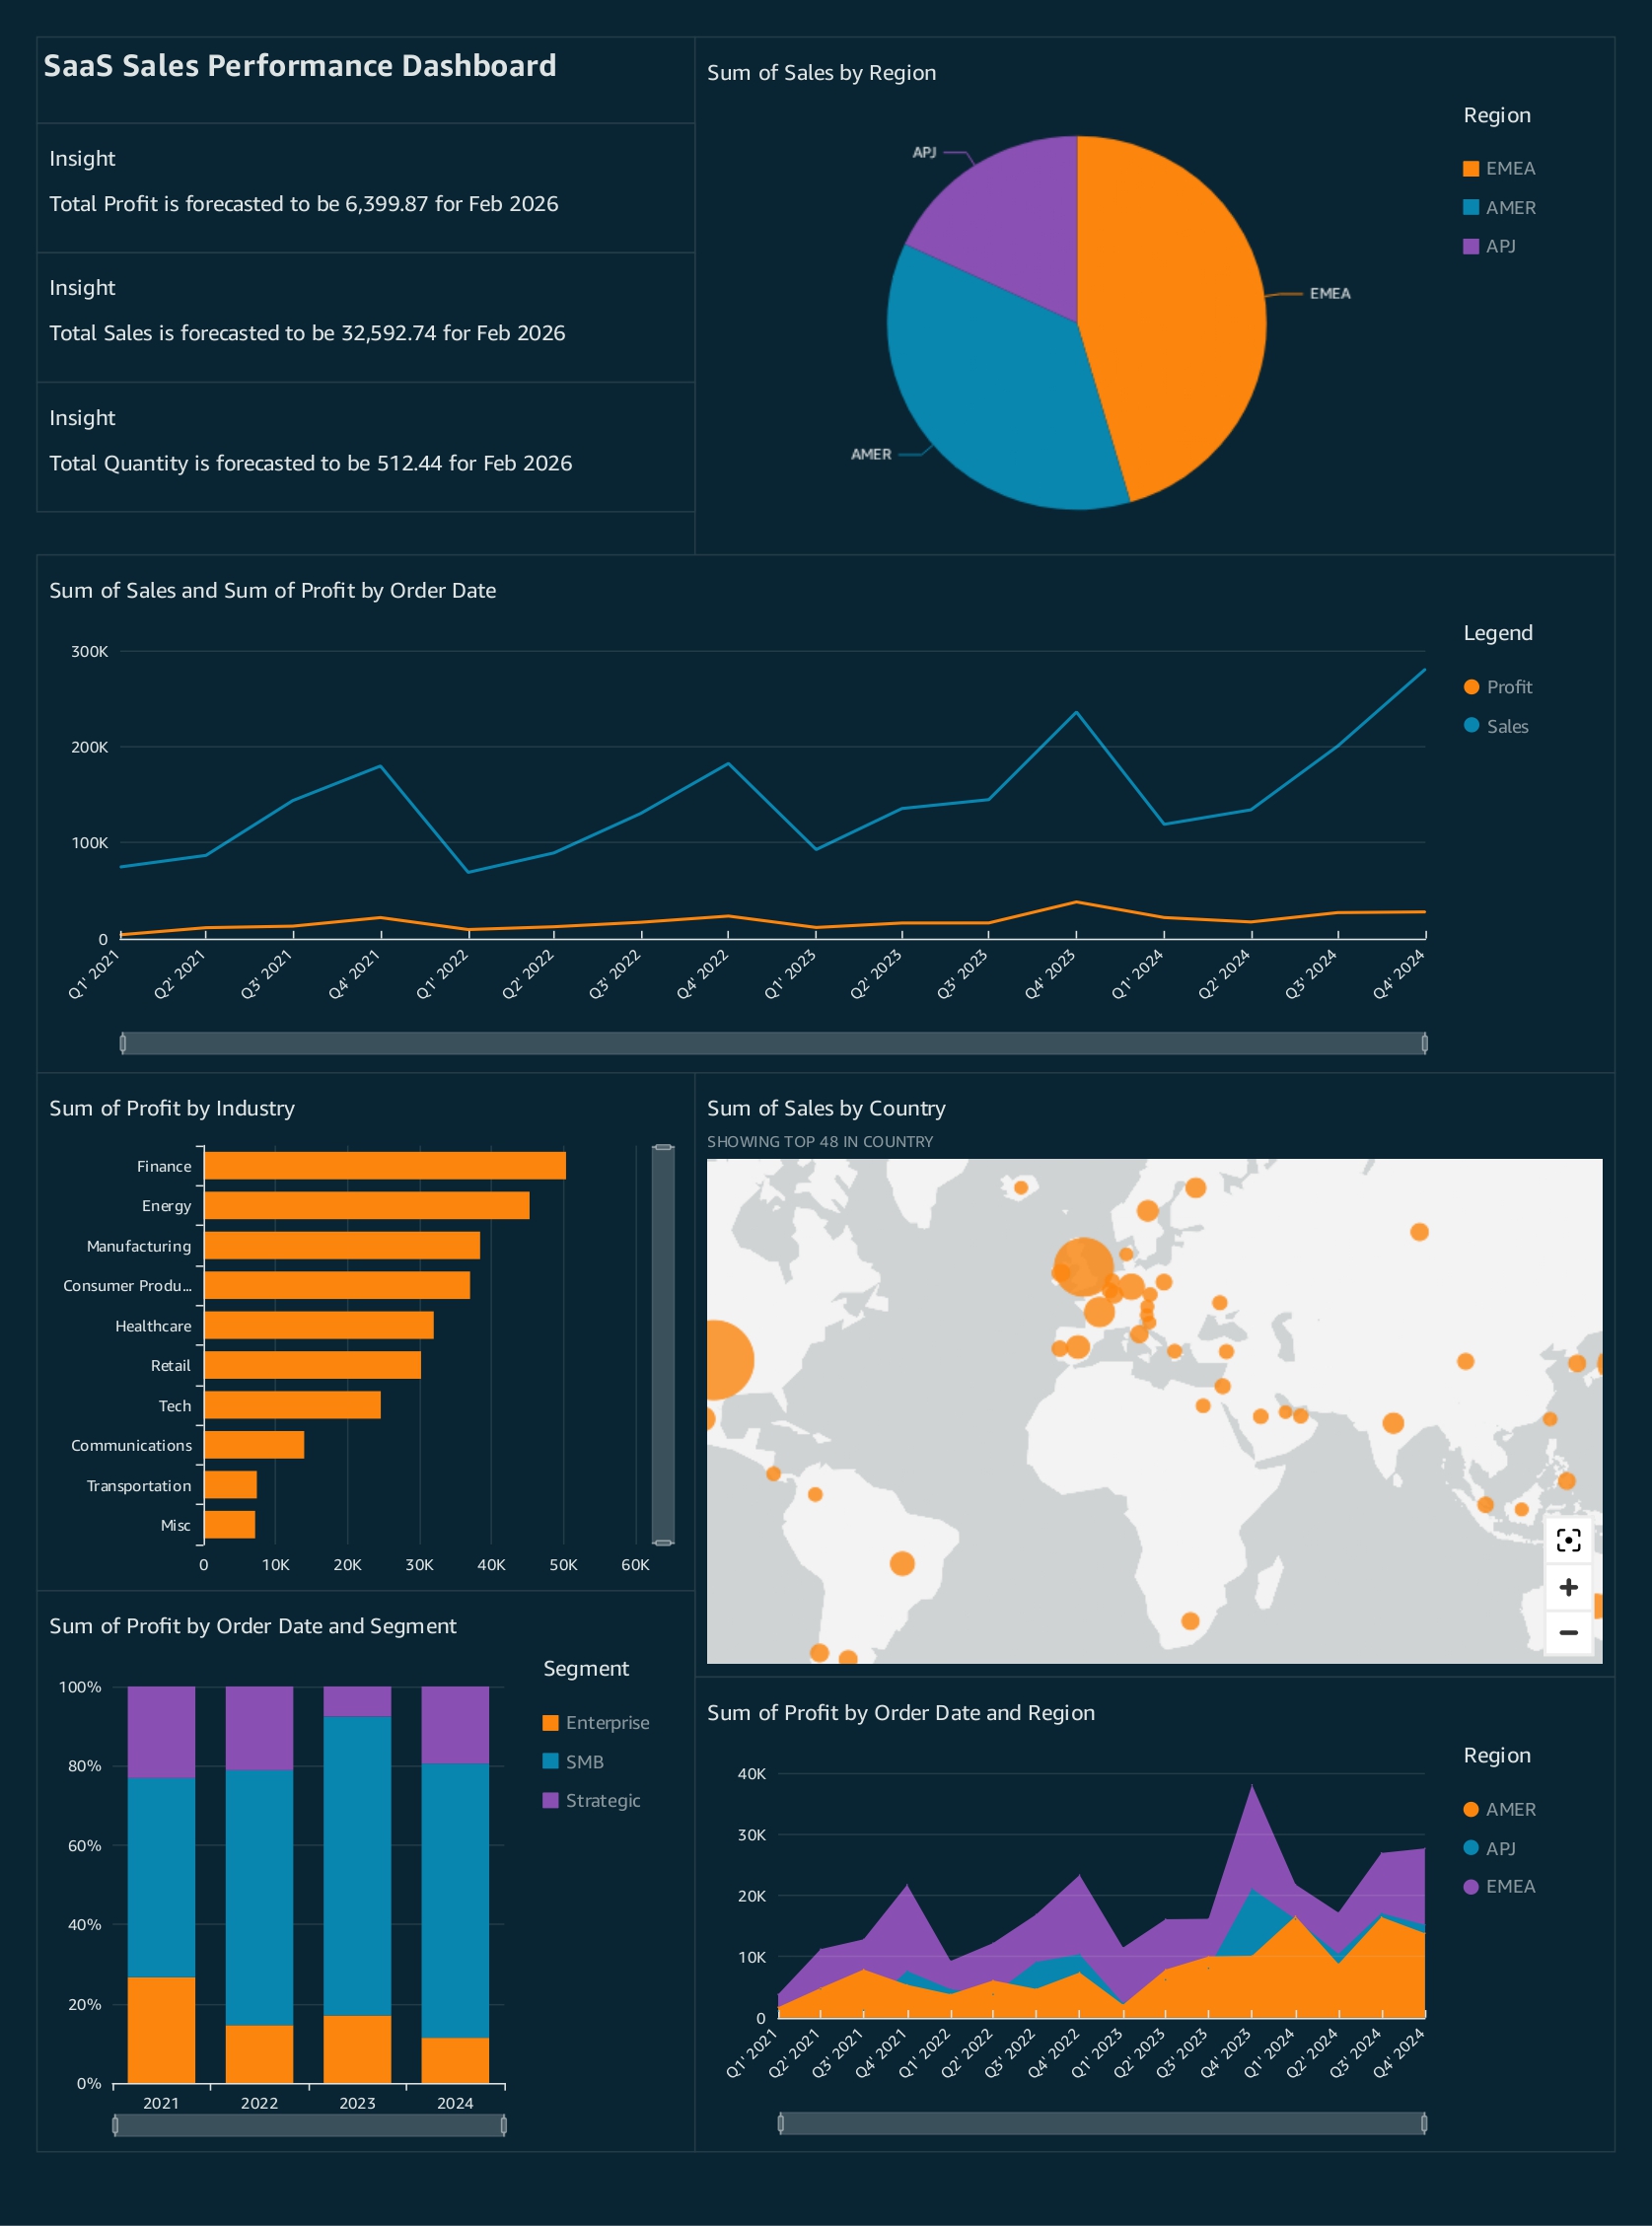 SaaS Sales Performance Dashboard
Insight
Total Profit is forecasted to be 6,399.87 for Feb 2026
Insight
Total Sales is forecasted to be 32,592.74 for Feb 2026
Insight
Total Quantity is forecasted to be 512.44 for Feb 2026
Sum of Sales by Region
APJ
EMEA
AMER
Region
EMEA
AMER
APJ
Sum of Sales and Sum of Profit by Order Date
300K
200K
100K
0
Q1' 2021
Q2' 2021
Q3' 2021
Q4' 2021
Q1' 2022
Q2' 2022
Q3' 2022
Q4' 2022
Q1' 2023
Q2' 2023
Q3' 2023
Q4' 2023
Q1' 2024
Q2' 2024
Q3' 2024
Q4' 2024
Legend
Profit
Sales
Sum of Profit by Industry
Finance
Energy
Manufacturing
Consumer Produ...
Healthcare
Retail
Tech
Communications
Transportation
Misc
0 10K 20K 30K 40K 50K 60K
Sum of Sales by Country
SHOWING TOP 48 IN COUNTRY
Sum of Profit by Order Date and Segment
100%
80%
60%
40%
20%
0%
2021 2022 2023 2024
Segment
Enterprise
SMB
Strategic
Sum of Profit by Order Date and Region
40K
30K
20K
10K
0
Q1' 2021
Q2' 2021
Q3' 2021
Q4' 2021
Q1' 2022
Q2' 2022
Q3' 2022
Q4' 2022
Q1' 2023
Q2' 2023
Q3' 2023
Q4' 2023
Q1' 2024
Q2' 2024
Q3' 2024
Q4' 2024
Region
AMER
APJ
EMEA